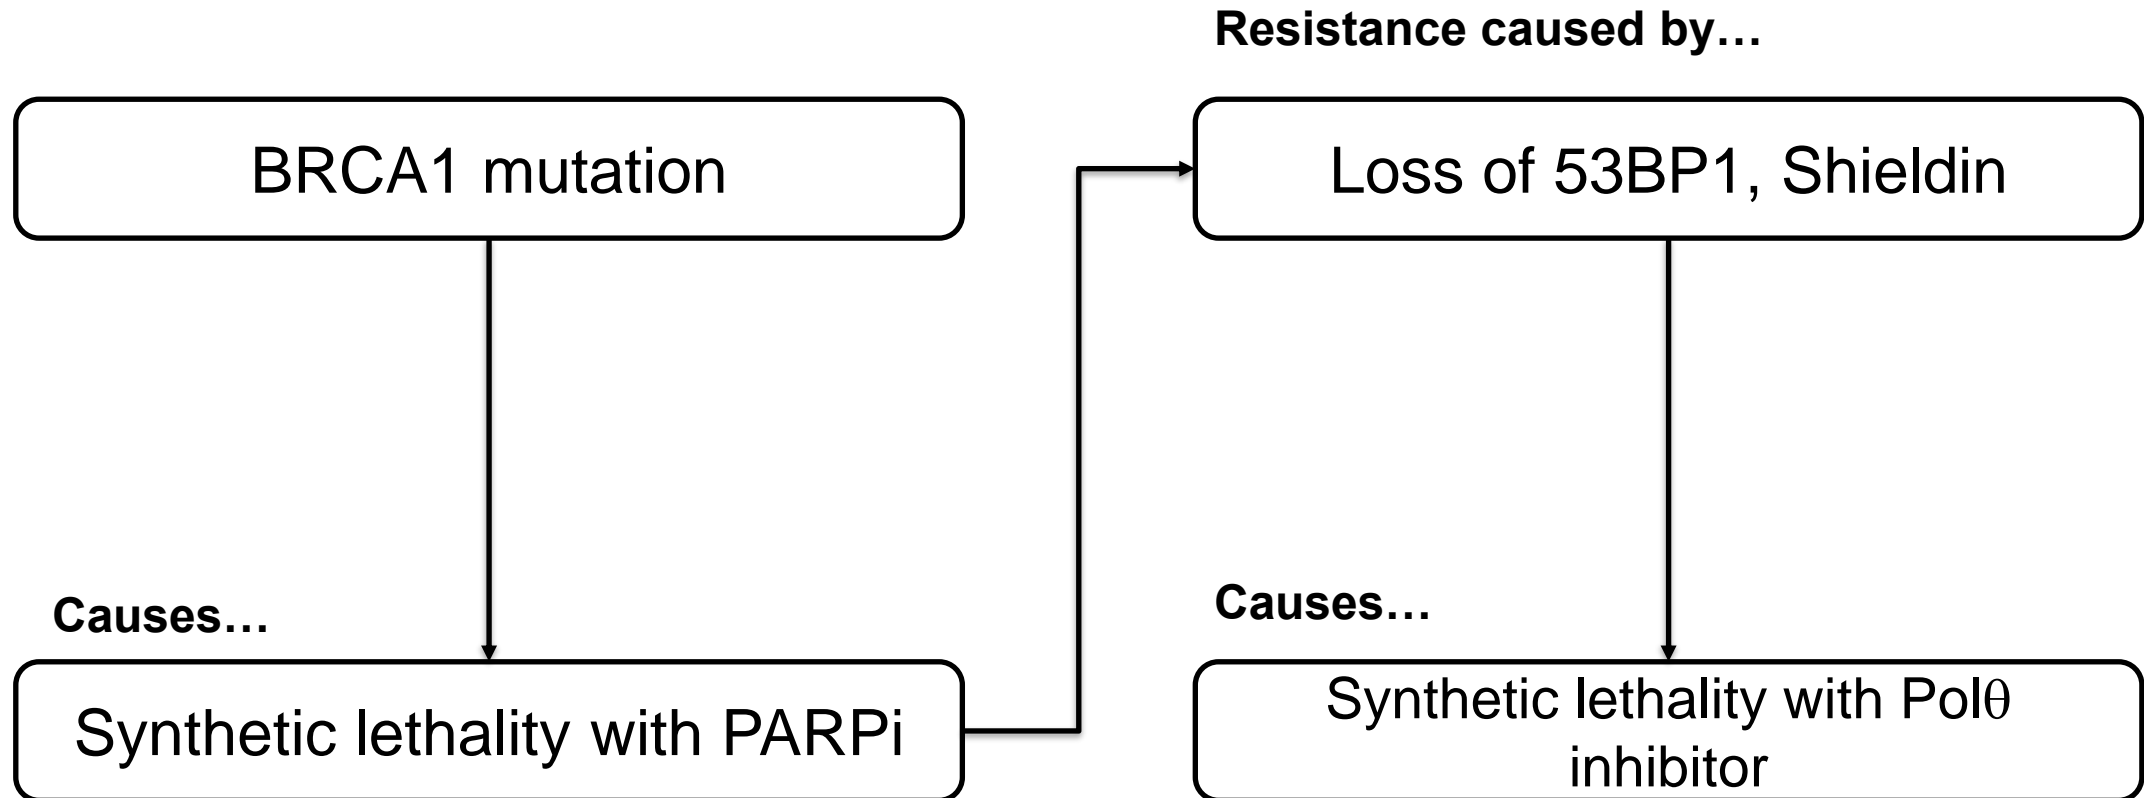 Resistance caused by…
BRCA1 mutation
Loss of 53BP1, Shieldin
Causes…
Causes…
Synthetic lethality with PARPi
Synthetic lethality with Polθ
inhibitor